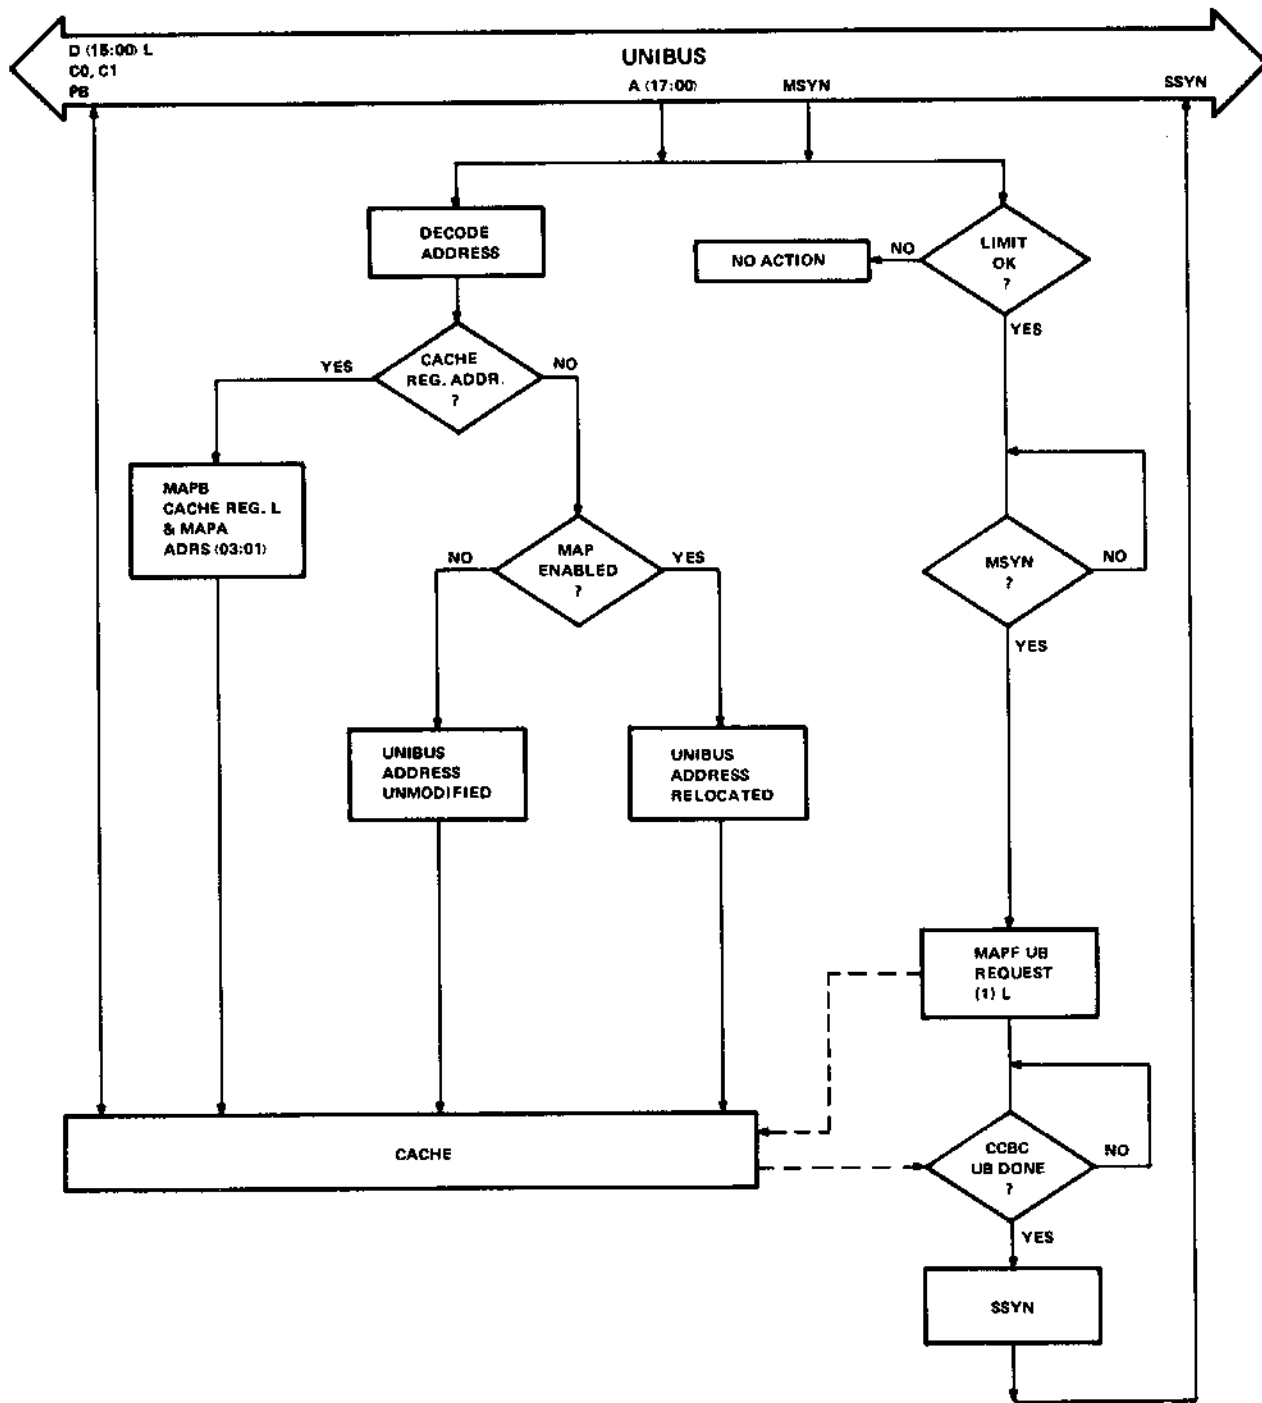 D (15:00) L
C0, C1
PB
UNIBUS
A (17:00)
MSYN
SSYN
DECODE
ADDRESS
NO ACTION
NO
LIMIT
OK
?
YES
YES
CACHE
REG. ADDR.
?
NO
MAPB
CACHE REG. L
& MAPA
ADRS (03:01)
NO
MAP
ENABLED
?
YES
MSYN
?
NO
YES
UNIBUS
ADDRESS
UNMODIFIED
UNIBUS
ADDRESS
RELOCATED
MAPF UB
REQUEST
(1) L
CACHE
CCBC
UB DONE
?
NO
YES
SSYN